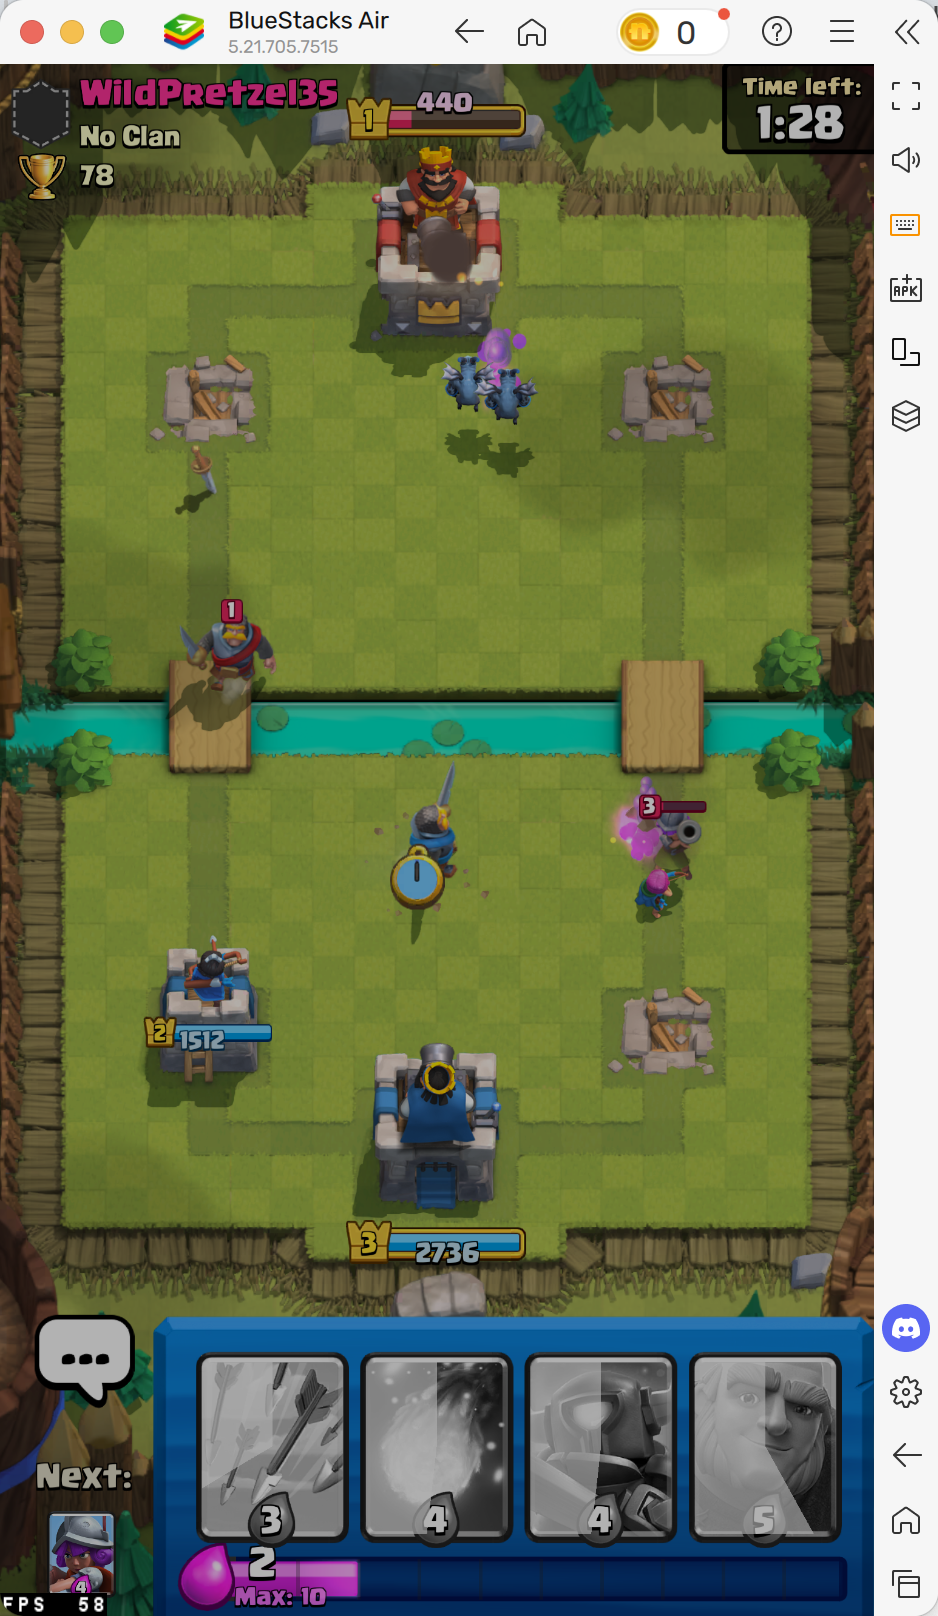 BlueStacks Air
5.21.705.7515
0
WildPretzel35
No Clan
78
1
440
Time left:
1:28
APK
1
3
2
1512
3
2736
...
Next:
4
3
4
4
5
2
Max: 10
FPS 58